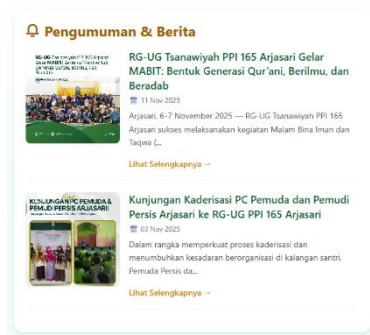 Pengumuman & Berita
RG-UG Tsanawiyah PPI 165 Arjasari Gelar
MABIT: Bentuk Generasi Qur'ani, Berilmu, dan
Beradab
11 Nov 2025
Arjasari, 6-7 November 2025 — RG-UG Tsanawiyah PPI 165
Arjasari sukses melaksanakan kegiatan Malam Bina Iman dan
Taqwa (...
Lihat Selengkapnya →
KUNJUNGAN PC PEMUDA &
PEMUDI PERSIS ARJASARI
Kunjungan Kaderisasi PC Pemuda dan Pemudi
Persis Arjasari ke RG-UG PPI 165 Arjasari
03 Nov 2025
Dalam rangka memperkuat proses kaderisasi dan
menumbuhkan kesadaran berorganisasi di kalangan santri,
Pemuda Persis da...
Lihat Selengkapnya →